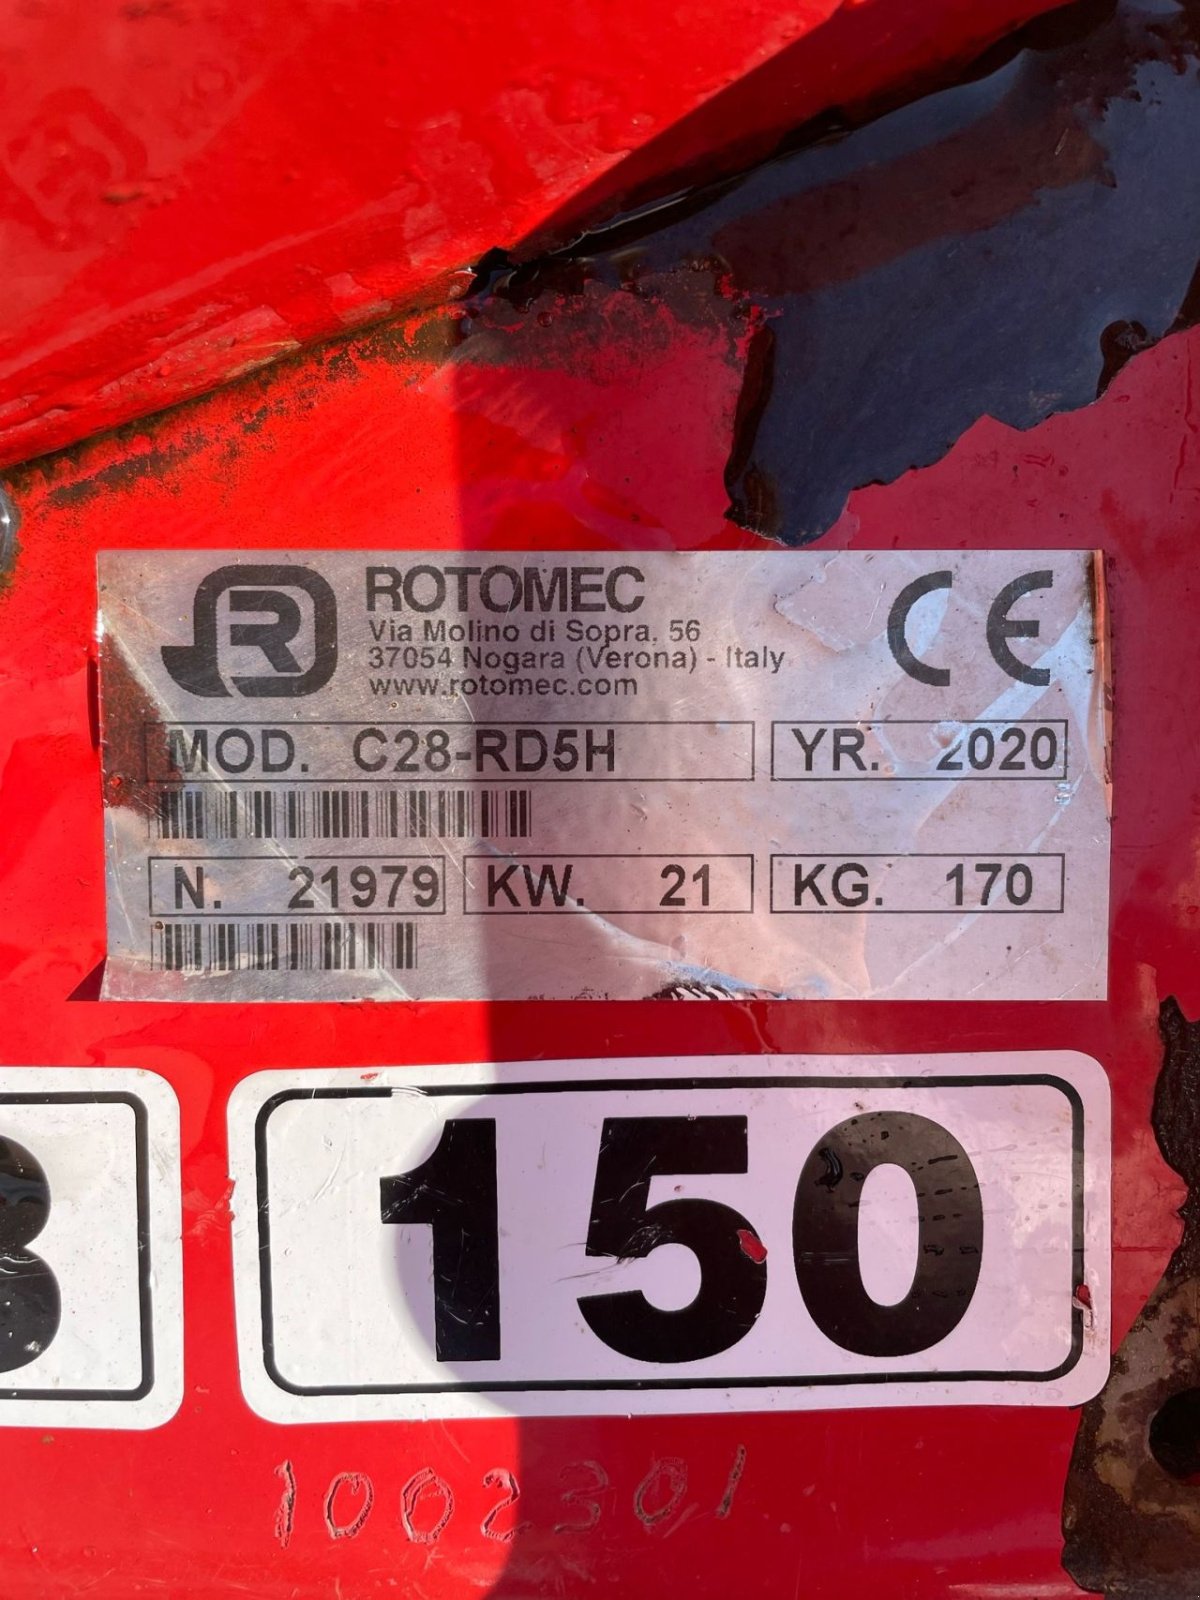 R ROTOMEC CE
Via Molino di Sopra, 56
37054 Nogara (Verona) - Italy
www.rotomec.com
MOD. C28-RD5H YR. 2020
N. 21979 KW. 21 KG. 170
150
1002301